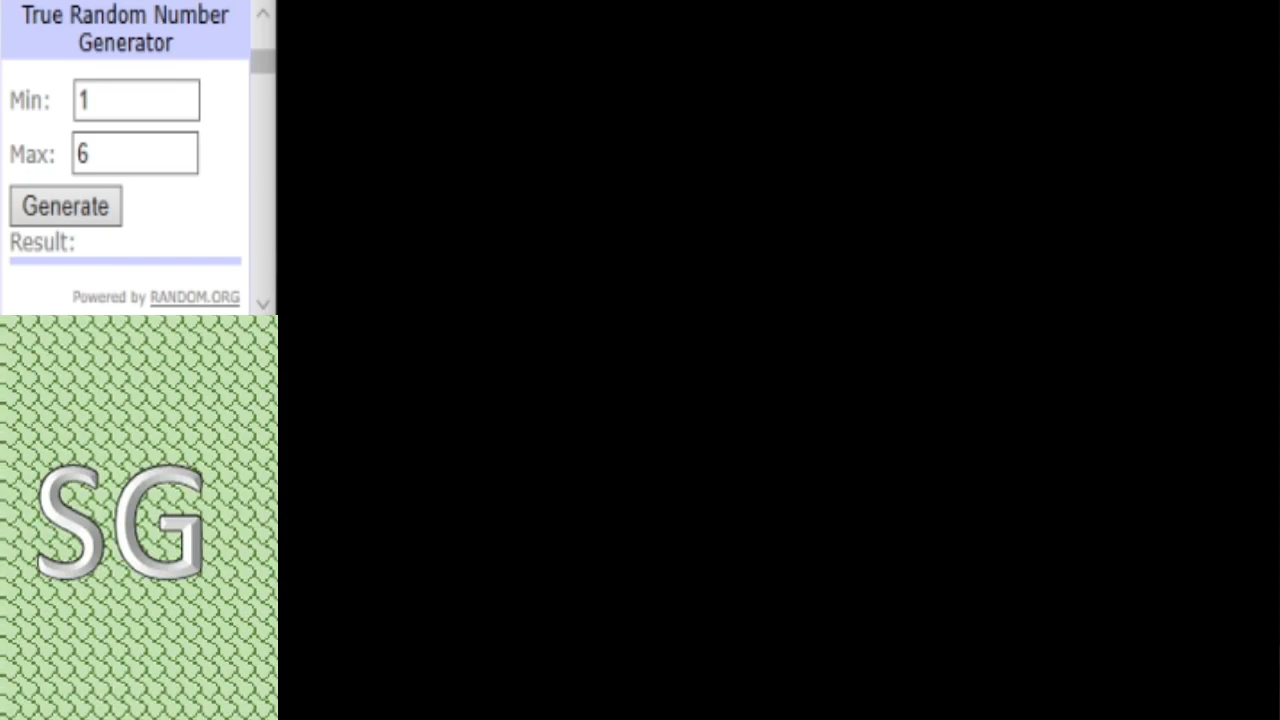 True Random Number
Generator
Min: 1
Max: 6
Generate
Result:
Powered by RANDOM.ORG
SG